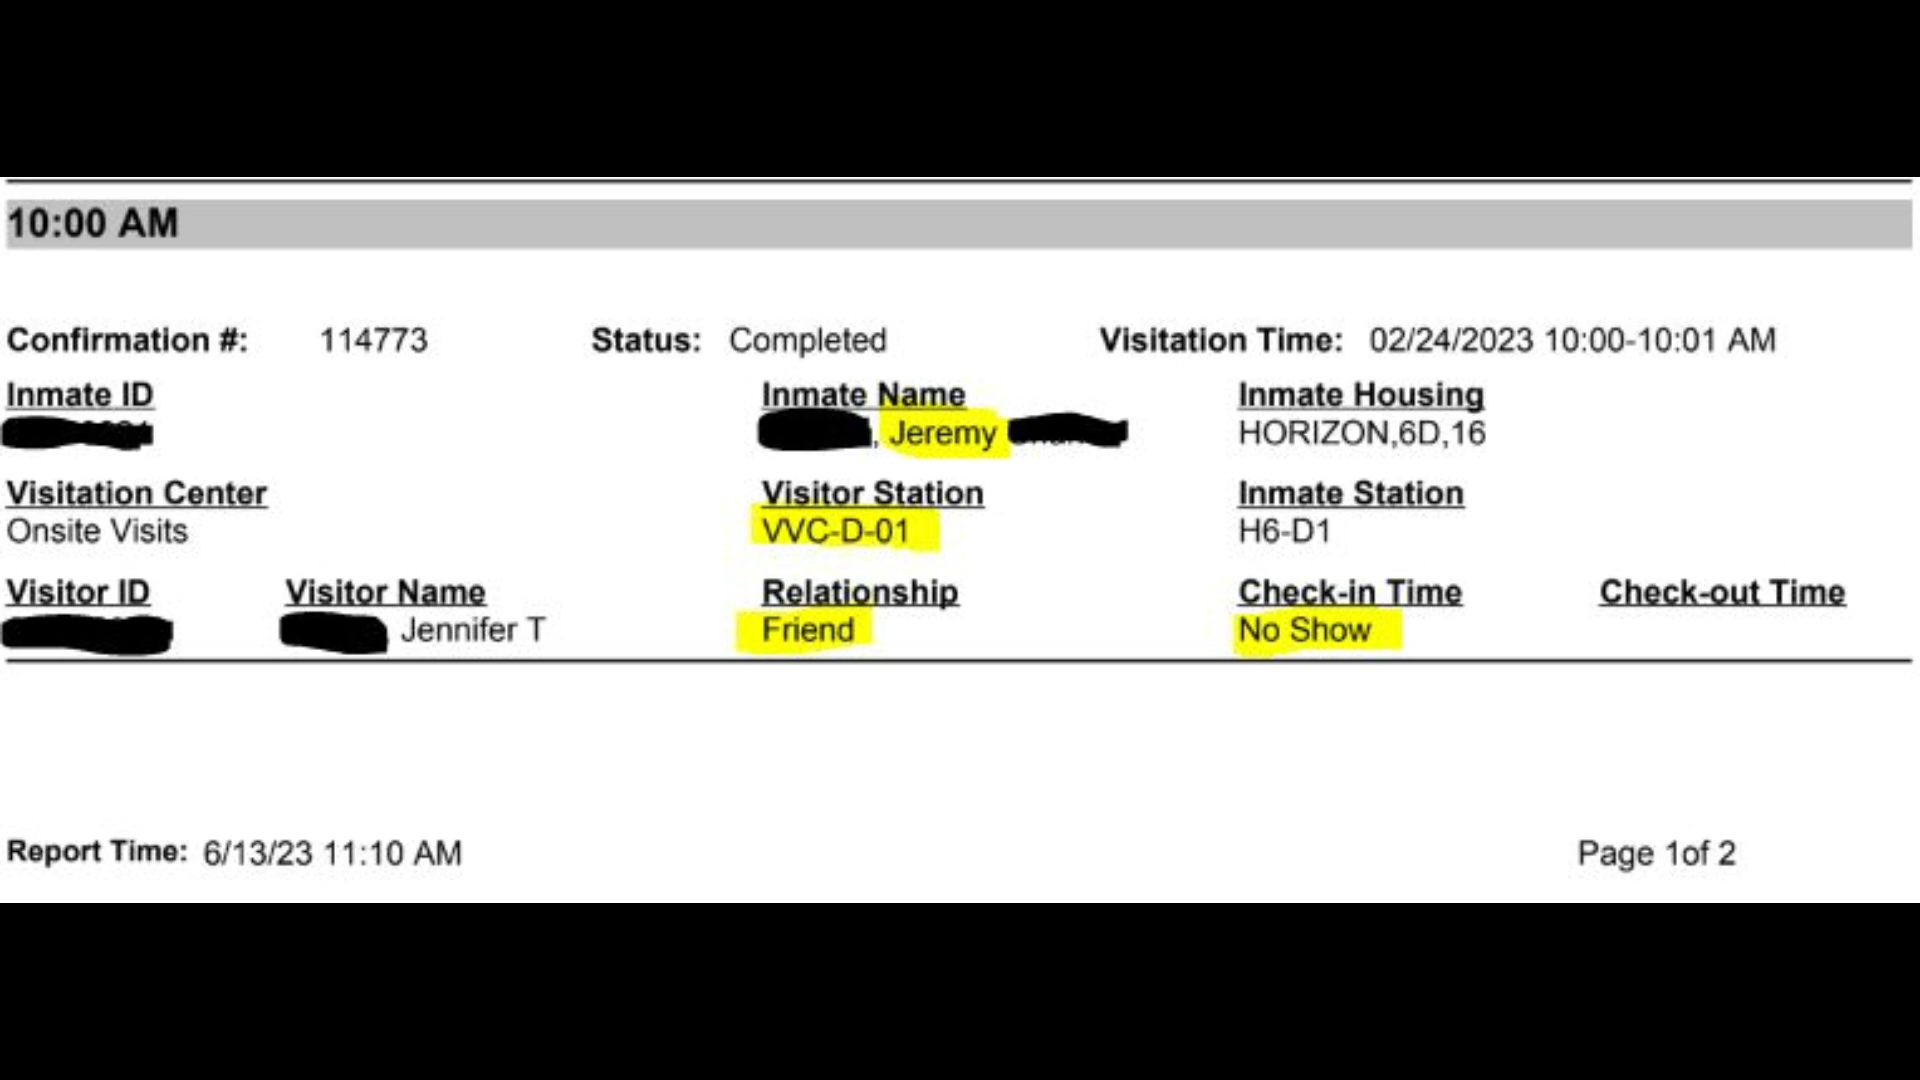 10:00 AM
Confirmation #: 114773 Status: Completed Visitation Time: 02/24/2023 10:00-10:01 AM
Inmate ID Inmate Name Inmate Housing
, Jeremy HORIZON,6D,16
Visitation Center Visitor Station Inmate Station
Onsite Visits VVC-D-01 H6-D1
Visitor ID Visitor Name Relationship Check-in Time Check-out Time
Jennifer T Friend No Show
Report Time: 6/13/23 11:10 AM Page 1of 2